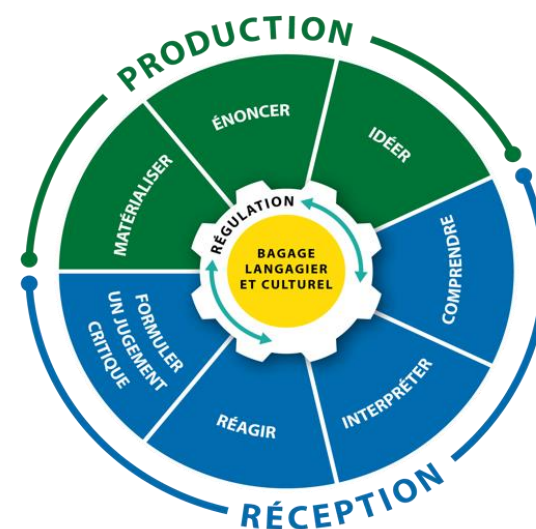 PRODUCTION
MATÉRIALISER
ÉNONCER
IDÉER
RÉGULATION
BAGAGE
LANGAGIER
ET CULTUREL
COMPRENDRE
INTERPRÉTER
RÉAGIR
FORMULER
UN JUGEMENT
CRITIQUE
RÉCEPTION